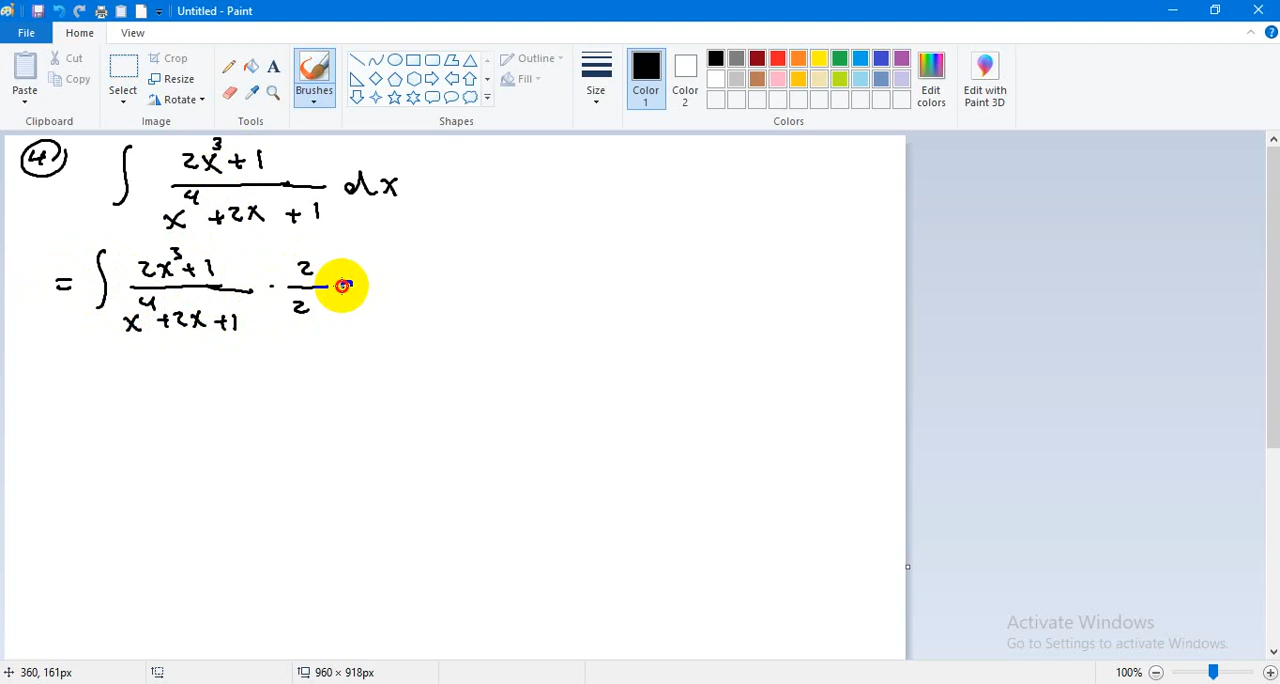 Untitled - Paint
File Home View
Paste Cut Copy Select Crop Resize Rotate Brushes Outline Fill Size Color 1 Color 2 Edit colors Edit with Paint 3D
Clipboard Image Tools Shapes Colors
4) ∫ (2x³+1)/(x⁴+2x+1) dx
= ∫ (2x³+1)/(x⁴+2x+1) · 2/2
Activate Windows
Go to Settings to activate Windows.
360, 161px 960 × 918px 100%